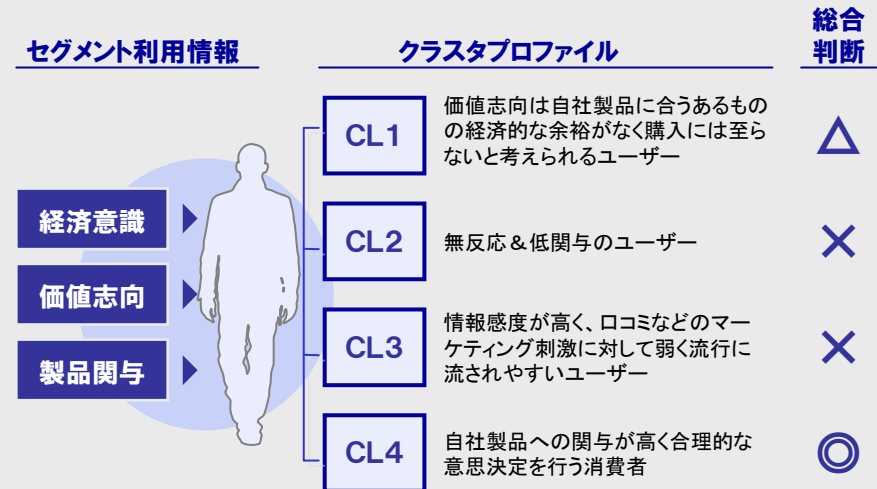 セグメント利用情報
クラスタプロファイル
総合
判断
経済意識
価値志向
製品関与
CL1
価値志向は自社製品に合うあるもの
の経済的な余裕がなく購入には至ら
ないと考えられるユーザー
△
CL2
無反応&低関与のユーザー
×
CL3
情報感度が高く、口コミなどのマー
ケティング刺激に対して弱く流行に
流されやすいユーザー
×
CL4
自社製品への関与が高く合理的な
意思決定を行う消費者
◎